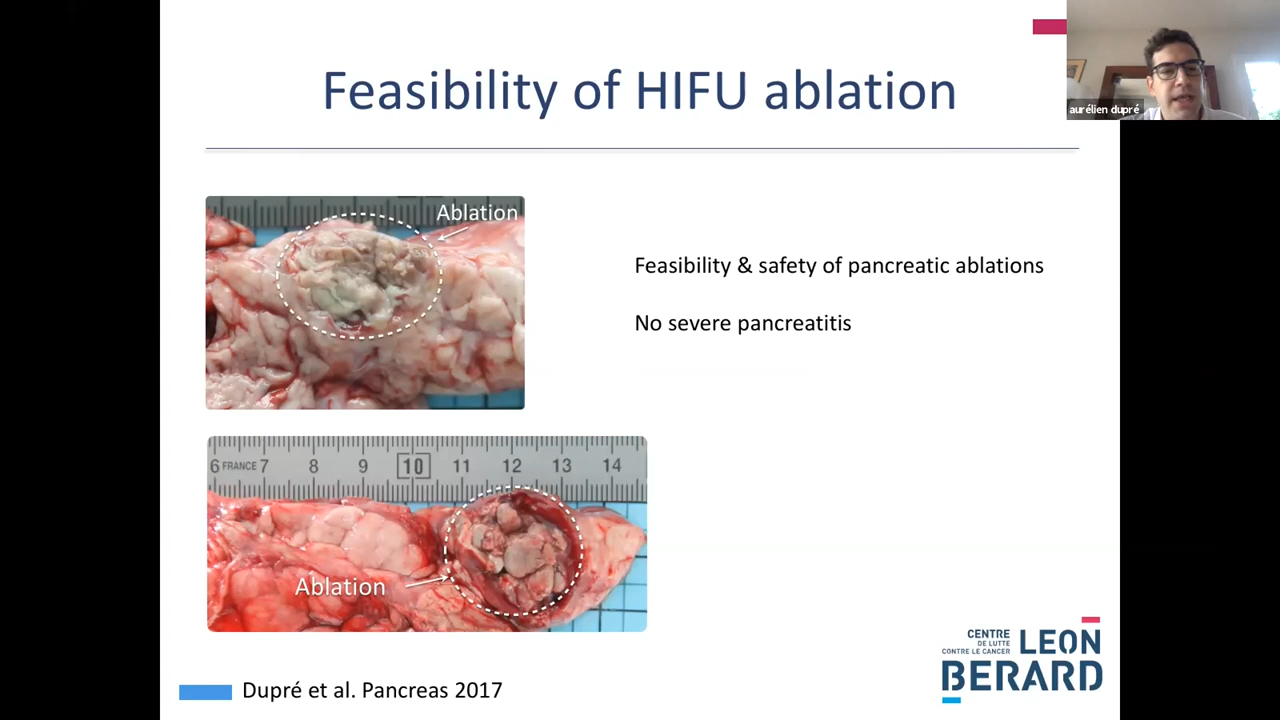 Feasibility of HIFU ablation
aurélien dupré
Ablation
Feasibility & safety of pancreatic ablations
No severe pancreatitis
6 FRANCE 7 8 9 10 11 12 13 14
Ablation
CENTRE
DE LUTTE
CONTRE LE CANCER
LEON
BERARD
Dupré et al. Pancreas 2017